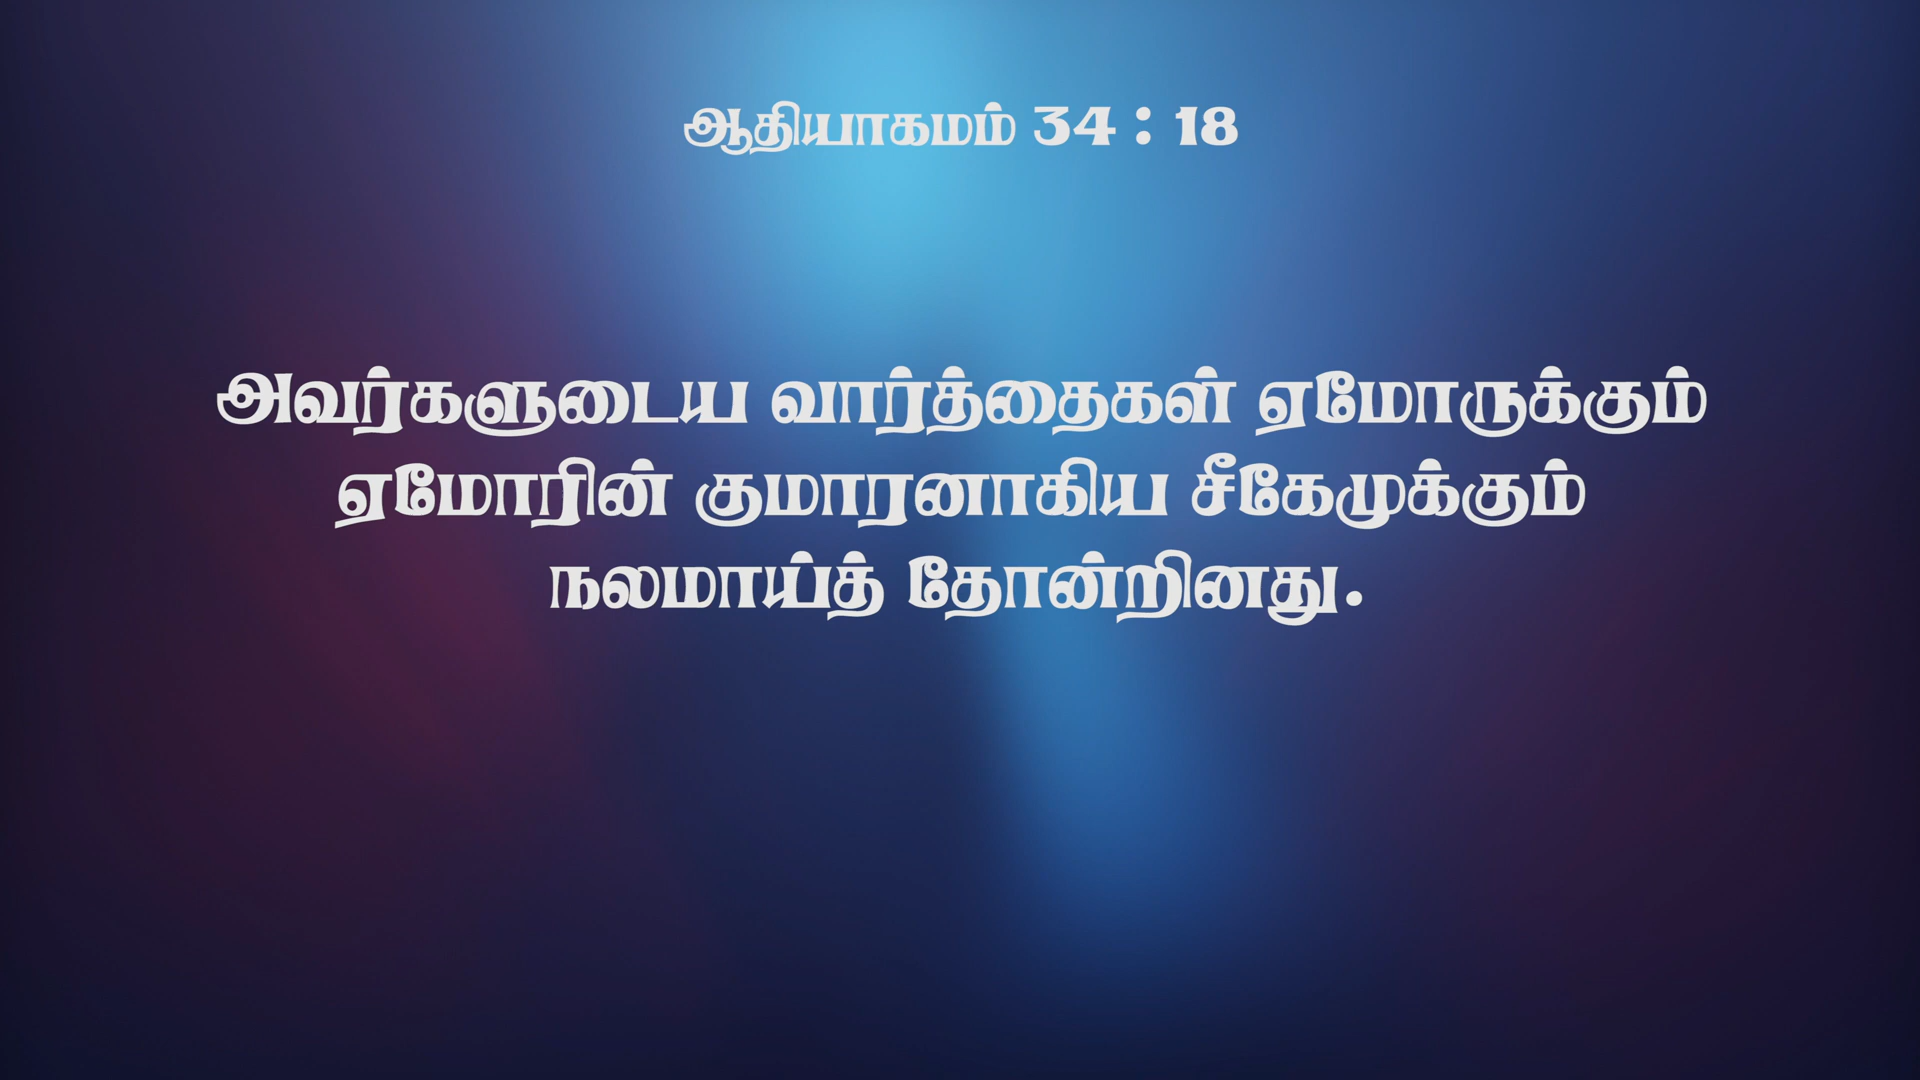 ஆதியாகமம் 34 : 18
அவர்களுடைய வார்த்தைகள் ஏமோருக்கும்
ஏமோரின் குமாரனாகிய சீகேமுக்கும்
நலமாய்த் தோன்றினது.